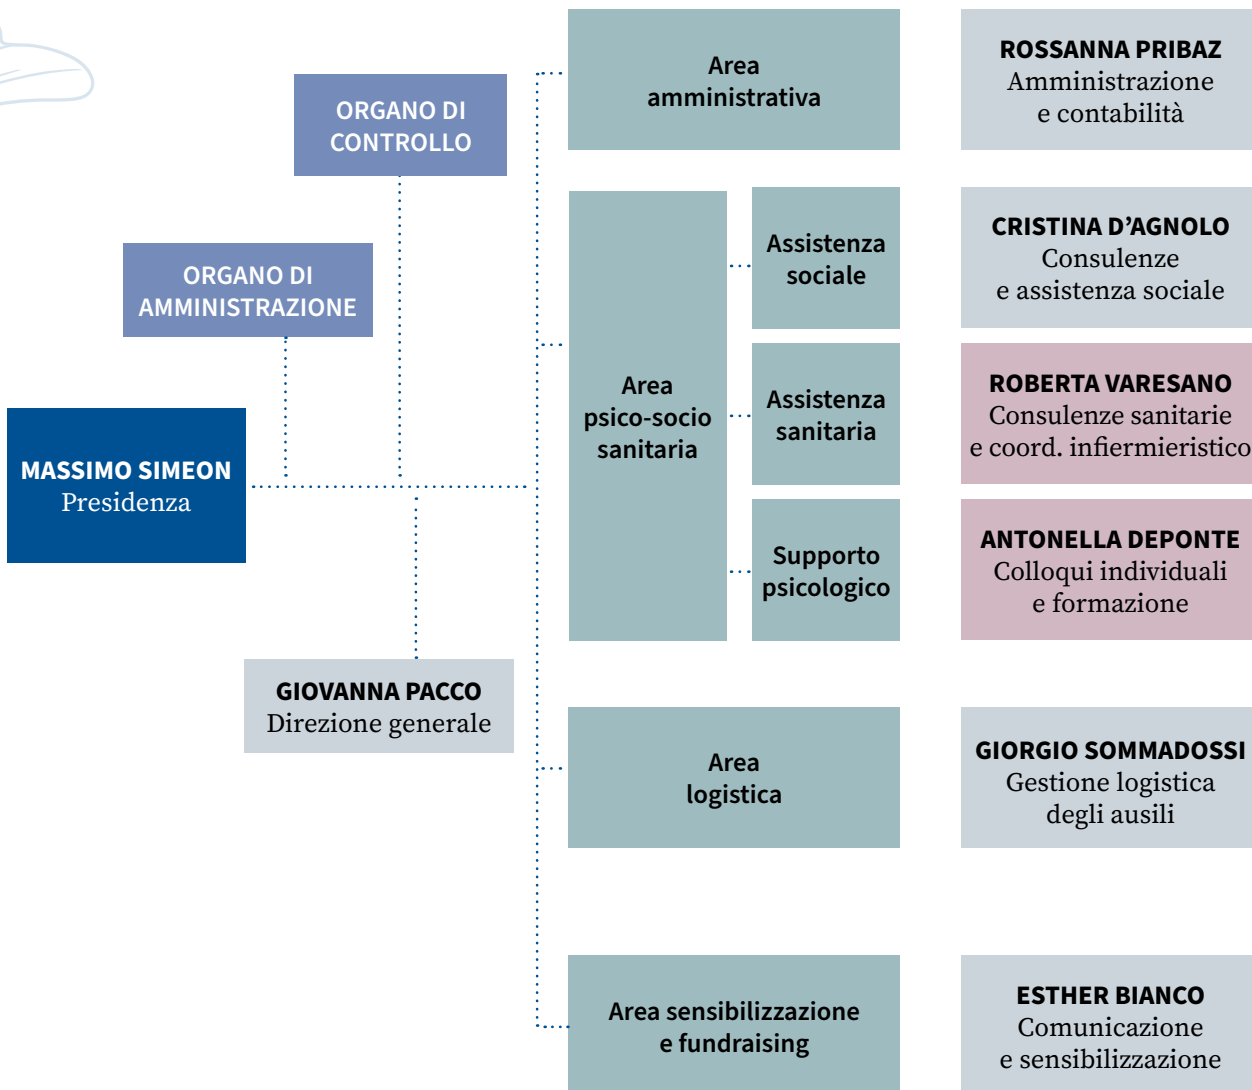 ORGANO DI
CONTROLLO
ORGANO DI
AMMINISTRAZIONE
MASSIMO SIMEON
Presidenza
GIOVANNA PACCO
Direzione generale
Area
amministrativa
ROSSANNA PRIBAZ
Amministrazione
e contabilità
Area
psico-socio
sanitaria
Assistenza
sociale
CRISTINA D’AGNOLO
Consulenze
e assistenza sociale
Assistenza
sanitaria
ROBERTA VARESANO
Consulenze sanitarie
e coord. infiermieristico
Supporto
psicologico
ANTONELLA DEPONTE
Colloqui individuali
e formazione
Area
logistica
GIORGIO SOMMADOSSI
Gestione logistica
degli ausili
Area sensibilizzazione
e fundraising
ESTHER BIANCO
Comunicazione
e sensibilizzazione